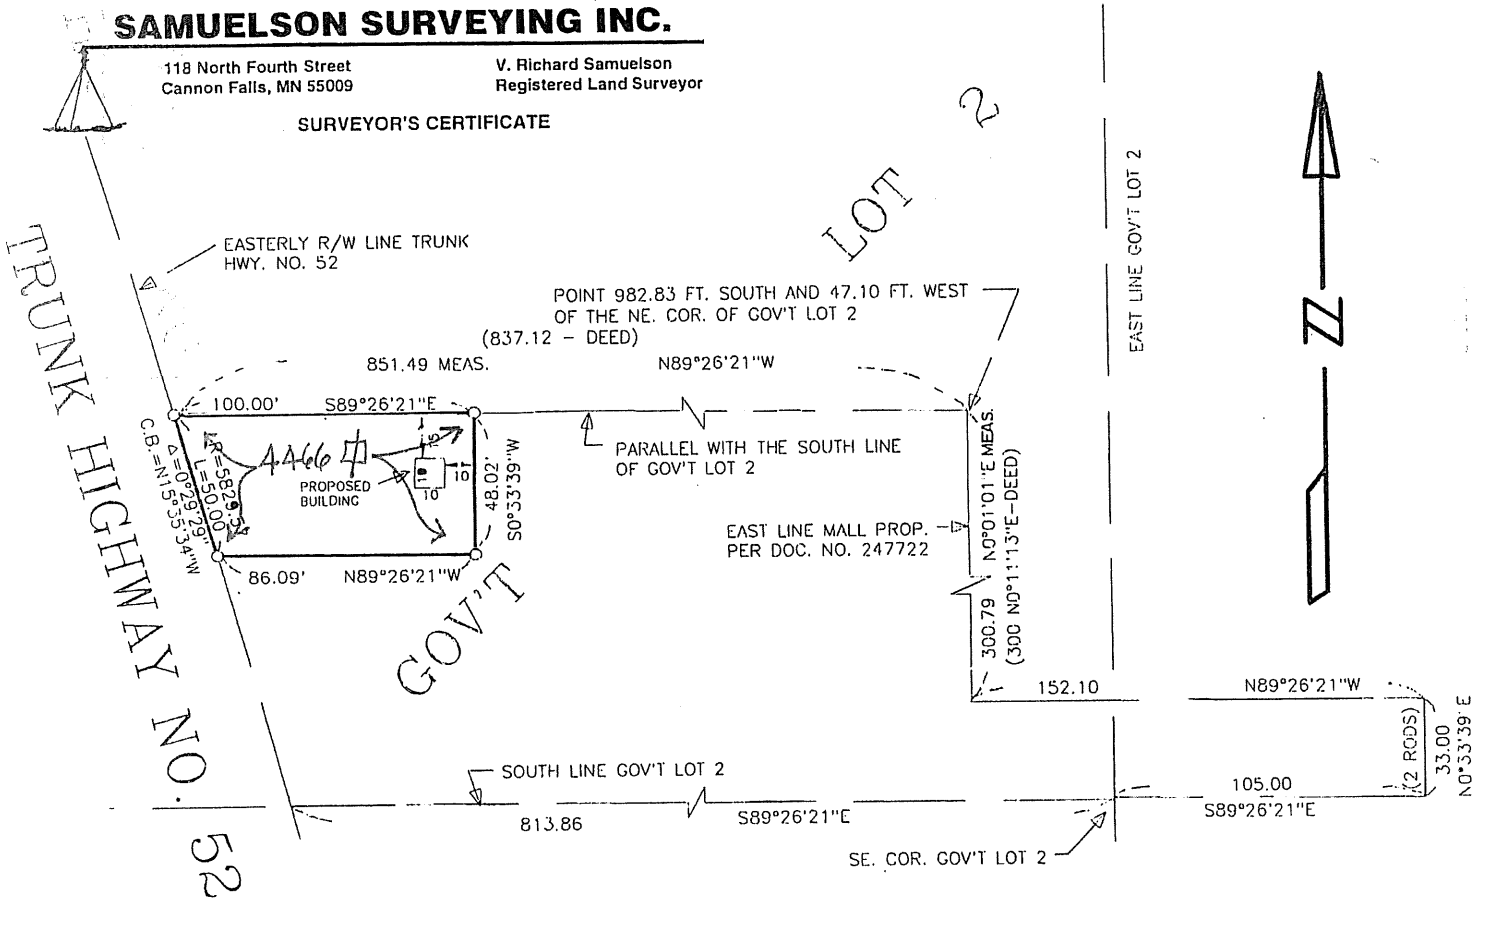 SAMUELSON SURVEYING INC.
118 North Fourth Street
Cannon Falls, MN 55009
V. Richard Samuelson
Registered Land Surveyor
SURVEYOR'S CERTIFICATE
LOT 2
EAST LINE GOV'T LOT 2
N
EASTERLY R/W LINE TRUNK
HWY. NO. 52
TRUNK HIGHWAY NO. 52
POINT 982.83 FT. SOUTH AND 47.10 FT. WEST
OF THE NE. COR. OF GOV'T LOT 2
(837.12 - DEED)
851.49 MEAS.
N89°26'21"W
100.00'
S89°26'21"E
C.B.=N15°35'34"W
Δ=0°29'29"
L=50.00
R=5829.54
4466
PROPOSED
BUILDING
15
10
10
10
48.02'
S0°33'39"W
86.09'
N89°26'21"W
GOV'T
PARALLEL WITH THE SOUTH LINE
OF GOV'T LOT 2
EAST LINE MALL PROP.
PER DOC. NO. 247722
300.79 N0°01'01"E MEAS.
(300 N0°11'13"E-DEED)
152.10
N89°26'21"W
(2 RODS)
33.00
N0°33'39"E
SOUTH LINE GOV'T LOT 2
813.86
S89°26'21"E
105.00
S89°26'21"E
SE. COR. GOV'T LOT 2